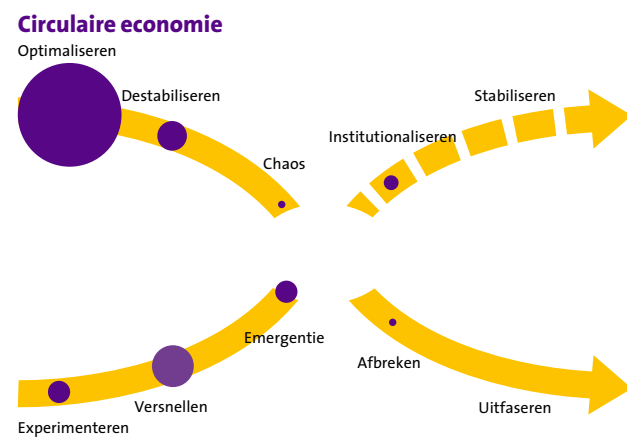 Circulaire economie
Optimaliseren
Destabiliseren
Stabiliseren
Institutionaliseren
Chaos
Emergentie
Afbreken
Versnellen
Uitfaseren
Experimenteren